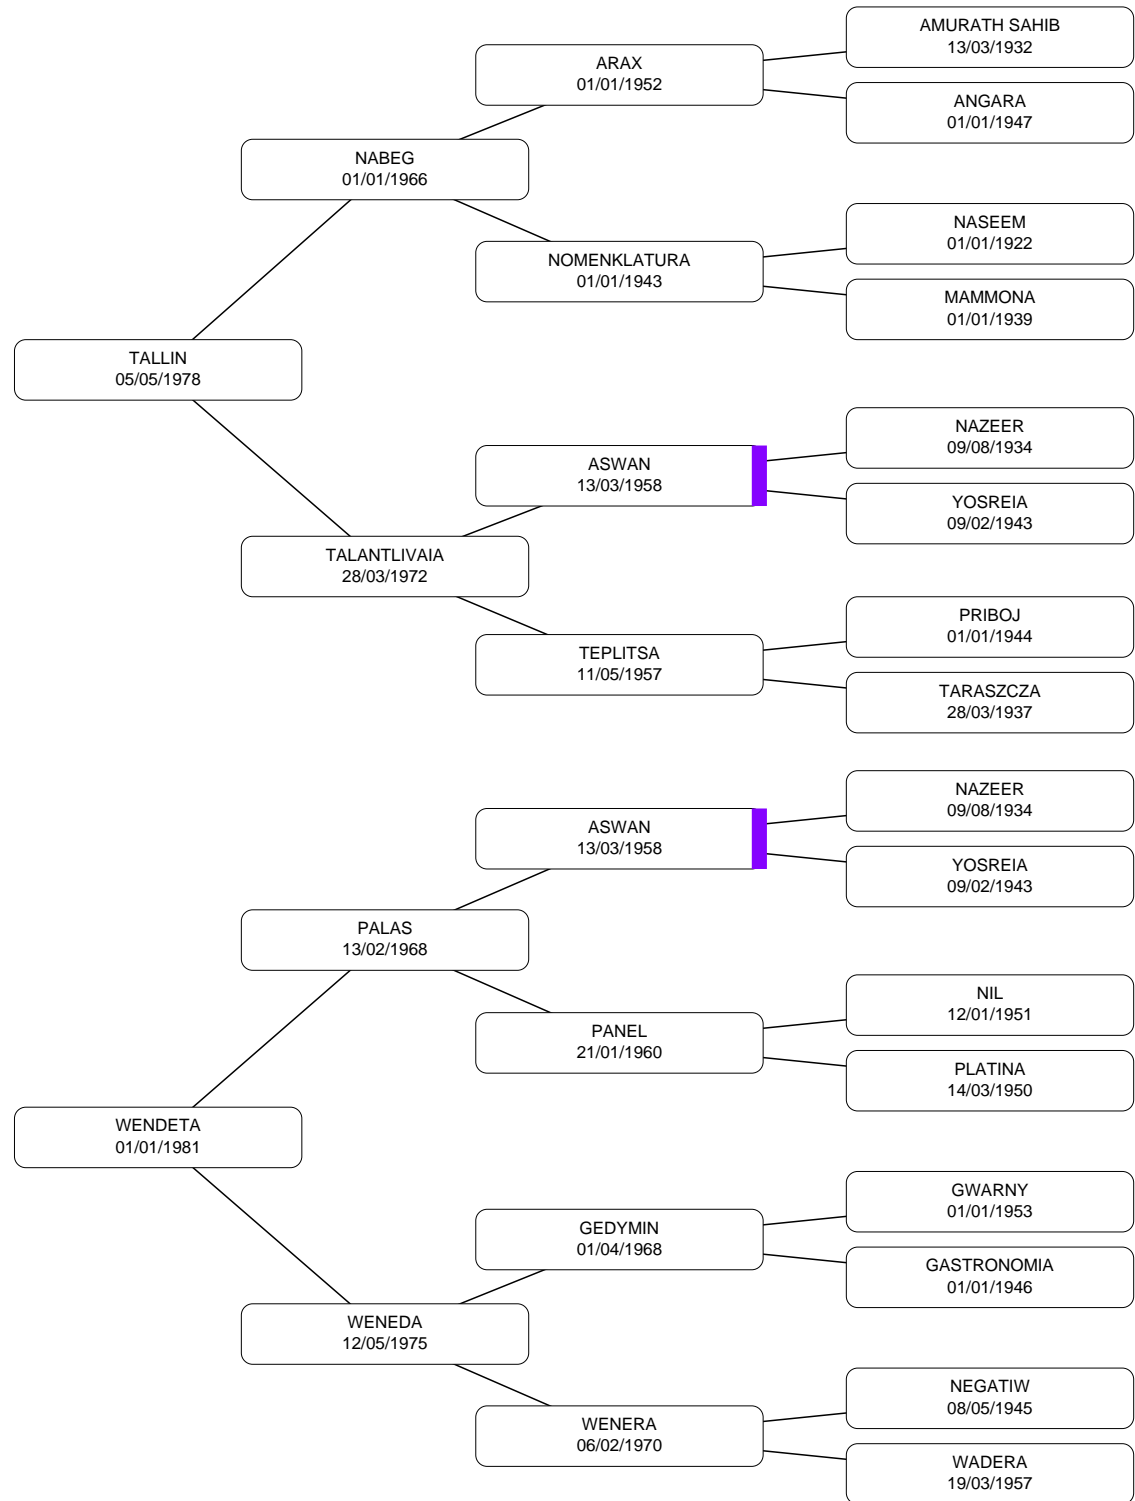 AMURATH SAHIB
13/03/1932
ARAX
01/01/1952
ANGARA
01/01/1947
NABEG
01/01/1966
NASEEM
01/01/1922
NOMENKLATURA
01/01/1943
MAMMONA
01/01/1939
TALLIN
05/05/1978
NAZEER
09/08/1934
ASWAN
13/03/1958
YOSREIA
09/02/1943
TALANTLIVAIA
28/03/1972
PRIBOJ
01/01/1944
TEPLITSA
11/05/1957
TARASZCZA
28/03/1937
NAZEER
09/08/1934
ASWAN
13/03/1958
YOSREIA
09/02/1943
PALAS
13/02/1968
NIL
12/01/1951
PANEL
21/01/1960
PLATINA
14/03/1950
WENDETA
01/01/1981
GWARNY
01/01/1953
GEDYMIN
01/04/1968
GASTRONOMIA
01/01/1946
WENEDA
12/05/1975
NEGATIW
08/05/1945
WENERA
06/02/1970
WADERA
19/03/1957